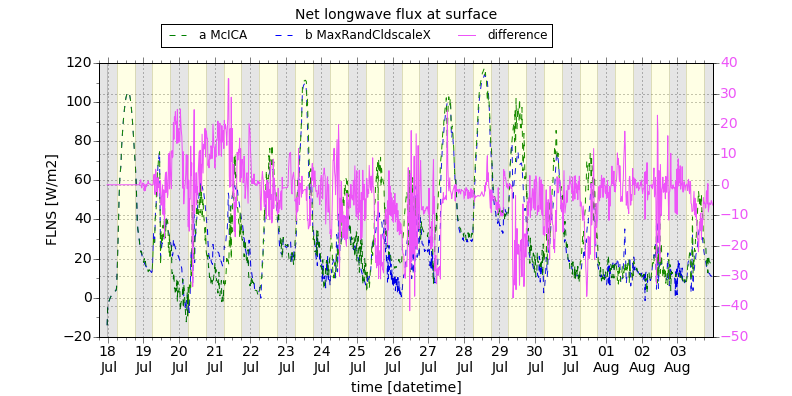 Net longwave flux at surface
a McICA b MaxRandCldscaleX difference
120 40
100 30
80 20
60 10
40 0
20 −10
0 −20
−20 −30
−40
−50
FLNS [W/m2]
18 19 20 21 22 23 24 25 26 27 28 29 30 31 01 02 03
Jul Jul Jul Jul Jul Jul Jul Jul Jul Jul Jul Jul Jul Jul Aug Aug Aug
time [datetime]